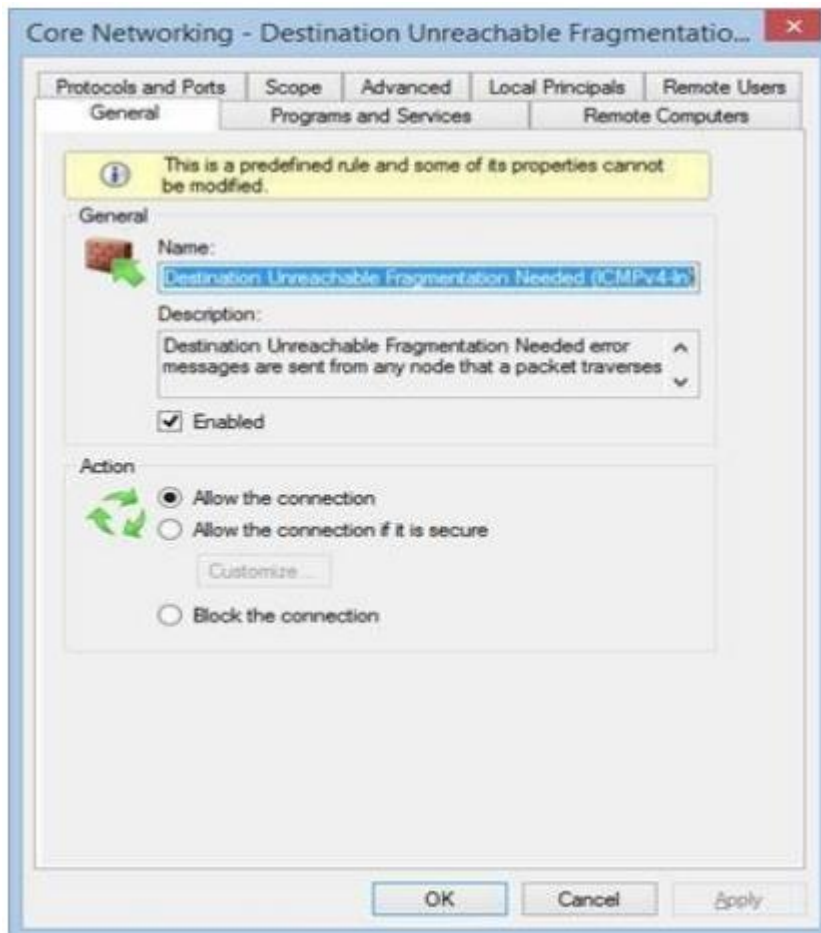 Core Networking - Destination Unreachable Fragmentatio...
Protocols and Ports Scope Advanced Local Principals Remote Users
General Programs and Services Remote Computers
This is a predefined rule and some of its properties cannot
be modified.
General
Name:
Destination Unreachable Fragmentation Needed (ICMPv4-In)
Description:
Destination Unreachable Fragmentation Needed error
messages are sent from any node that a packet traverses
Enabled
Action
Allow the connection
Allow the connection if it is secure
Customize...
Block the connection
OK Cancel Apply